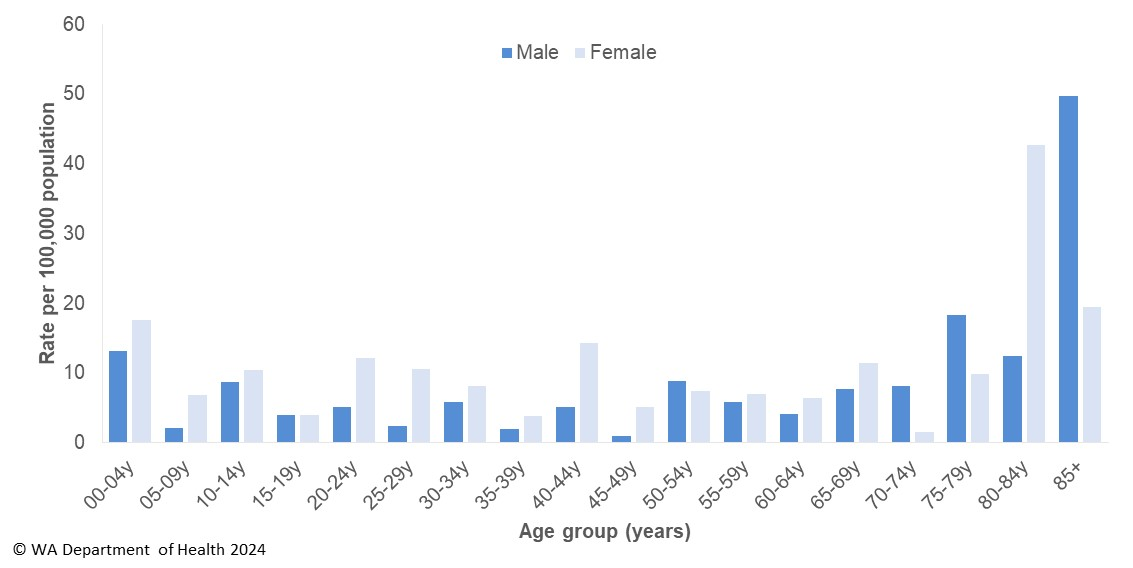 60
Male Female
50
40
30
20
10
0
Rate per 100,000 population
00-04y 05-09y 10-14y 15-19y 20-24y 25-29y 30-34y 35-39y 40-44y 45-49y 50-54y 55-59y 60-64y 65-69y 70-74y 75-79y 80-84y 85+
Age group (years)
© WA Department of Health 2024